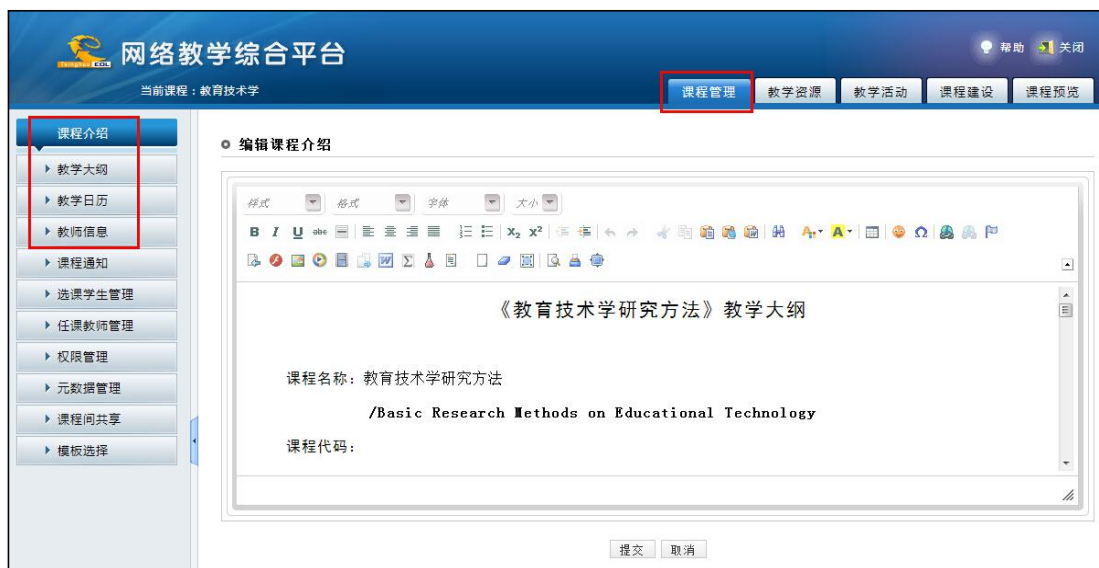 网络教学综合平台
帮助 关闭
当前课程：教育技术学
课程管理 教学资源 教学活动 课程建设 课程预览
课程介绍
教学大纲
教学日历
教师信息
课程通知
选课学生管理
任课教师管理
权限管理
元数据管理
课程间共享
模板选择
编辑课程介绍
样式 格式 字体 大小
《教育技术学研究方法》教学大纲
课程名称：教育技术学研究方法
/Basic Research Methods on Educational Technology
课程代码：
提交 取消